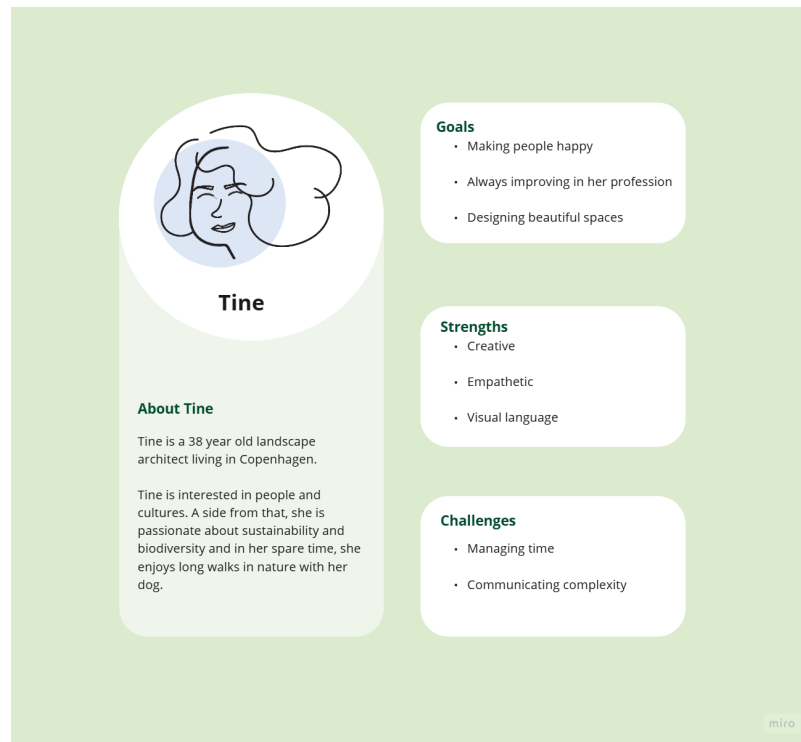 Tine
About Tine
Tine is a 38 year old landscape
architect living in Copenhagen.
Tine is interested in people and
cultures. A side from that, she is
passionate about sustainability and
biodiversity and in her spare time, she
enjoys long walks in nature with her
dog.
Goals
• Making people happy
• Always improving in her profession
• Designing beautiful spaces
Strengths
• Creative
• Empathetic
• Visual language
Challenges
• Managing time
• Communicating complexity
miro